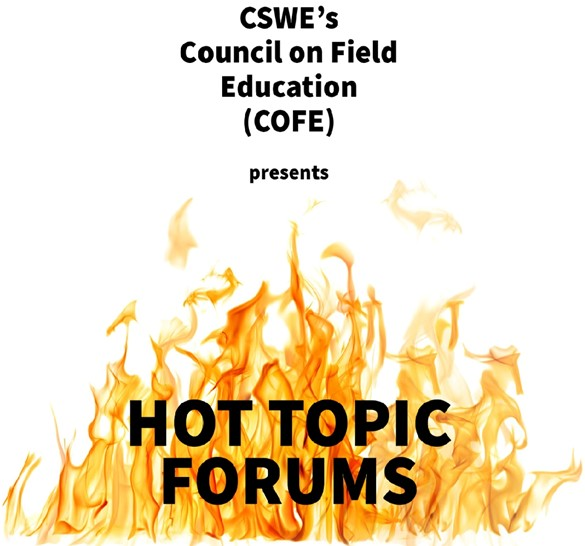 CSWE’s
Council on Field
Education
(COFE)
presents
HOT TOPIC
FORUMS